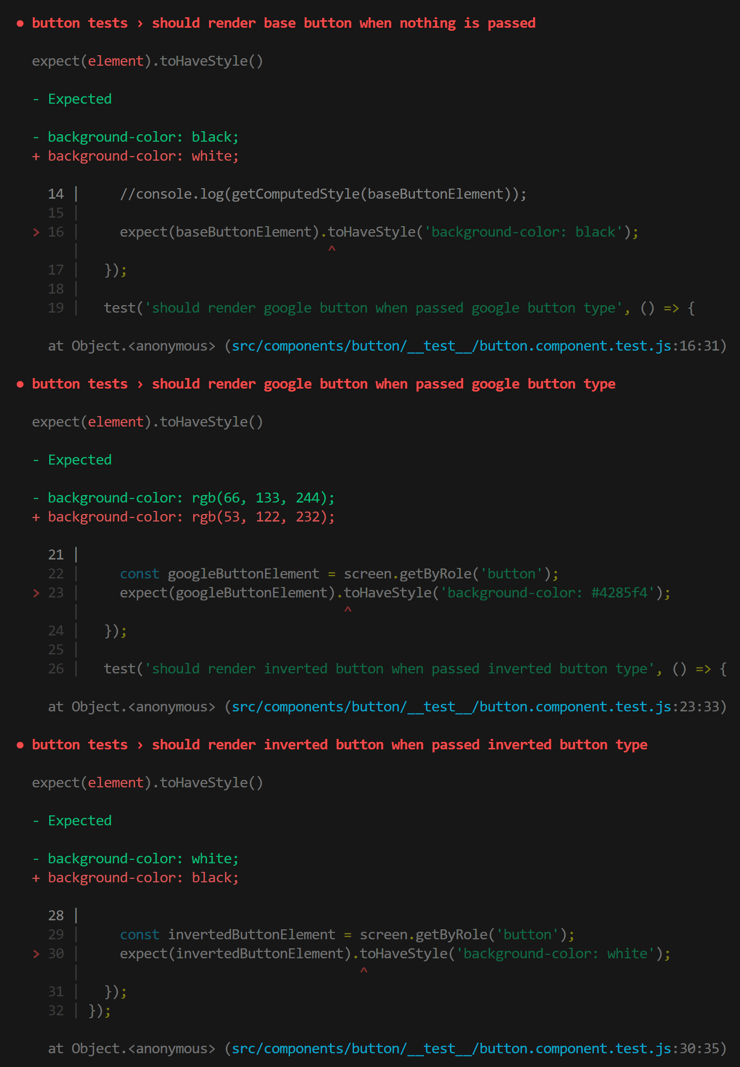 ● button tests › should render base button when nothing is passed
expect(element).toHaveStyle()
- Expected
- background-color: black;
+ background-color: white;
14 | //console.log(getComputedStyle(baseButtonElement));
15 |
> 16 | expect(baseButtonElement).toHaveStyle('background-color: black');
| ^
17 | });
18 |
19 | test('should render google button when passed google button type', () => {
at Object.<anonymous> (src/components/button/__test__/button.component.test.js:16:31)
● button tests › should render google button when passed google button type
expect(element).toHaveStyle()
- Expected
- background-color: rgb(66, 133, 244);
+ background-color: rgb(53, 122, 232);
21 |
22 | const googleButtonElement = screen.getByRole('button');
> 23 | expect(googleButtonElement).toHaveStyle('background-color: #4285f4');
| ^
24 | });
25 |
26 | test('should render inverted button when passed inverted button type', () => {
at Object.<anonymous> (src/components/button/__test__/button.component.test.js:23:33)
● button tests › should render inverted button when passed inverted button type
expect(element).toHaveStyle()
- Expected
- background-color: white;
+ background-color: black;
28 |
29 | const invertedButtonElement = screen.getByRole('button');
> 30 | expect(invertedButtonElement).toHaveStyle('background-color: white');
| ^
31 | });
32 | });
at Object.<anonymous> (src/components/button/__test__/button.component.test.js:30:35)